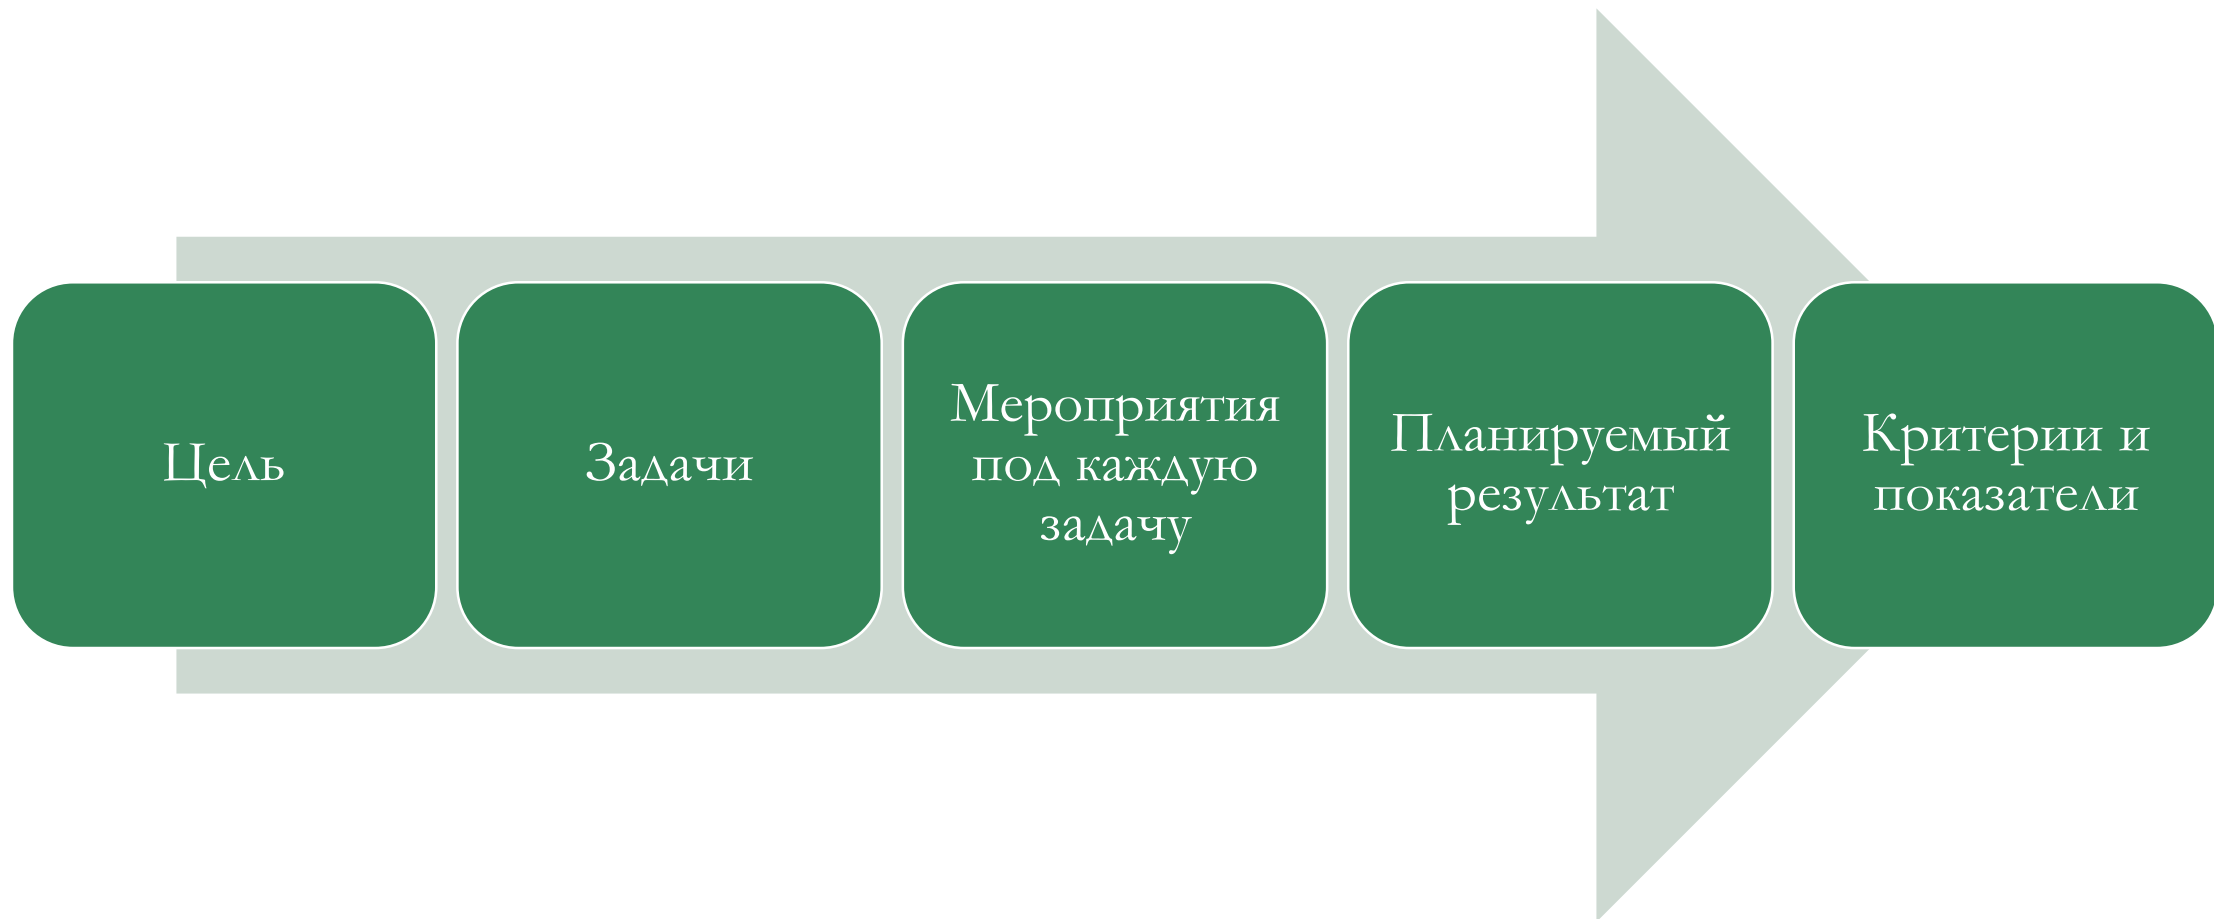 Цель
Задачи
Мероприятия
под каждую
задачу
Планируемый
результат
Критерии и
показатели